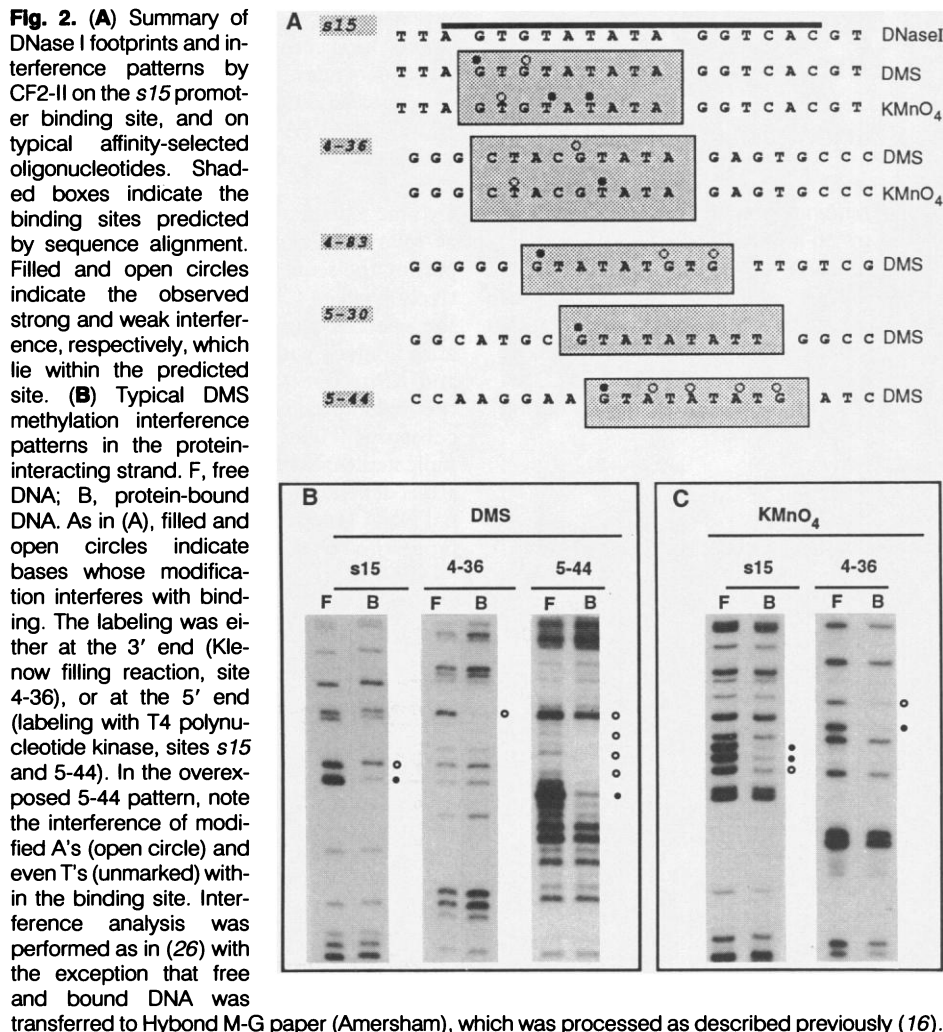 Fig. 2. (A) Summary of
DNase I footprints and in-
terference patterns by
CF2-II on the s15 promot-
er binding site, and on
typical affinity-selected
oligonucleotides. Shad-
ed boxes indicate the
binding sites predicted
by sequence alignment.
Filled and open circles
indicate the observed
strong and weak interfer-
ence, respectively, which
lie within the predicted
site. (B) Typical DMS
methylation interference
patterns in the protein-
interacting strand. F, free
DNA; B, protein-bound
DNA. As in (A), filled and
open circles indicate
bases whose modifica-
tion interferes with bind-
ing. The labeling was ei-
ther at the 3' end (Kle-
now filling reaction, site
4-36), or at the 5' end
(labeling with T4 polynu-
cleotide kinase, sites s15
and 5-44). In the overex-
posed 5-44 pattern, note
the interference of modi-
fied A's (open circle) and
even T's (unmarked) with-
in the binding site. Inter-
ference analysis was
performed as in (26) with
the exception that free
and bound DNA was
transferred to Hybond M-G paper (Amersham), which was processed as described previously (16).
A
s15
T T A G T G T A T A T A G G T C A C G T DNaseI
T T A G T G T A T A T A G G T C A C G T DMS
T T A G T G T A T A T A G G T C A C G T KMnO4
4-36
G G G C T A C G T A T A G A G T G C C C DMS
G G G C T A C G T A T A G A G T G C C C KMnO4
4-83
G G G G G G T A T A T G T G T T G T C G DMS
5-30
G G C A T G C G T A T A T A T T G G C C DMS
5-44
C C A A G G A A G T A T A T A T G A T C DMS
B
DMS
s15 4-36 5-44
F B F B F B
C
KMnO4
s15 4-36
F B F B